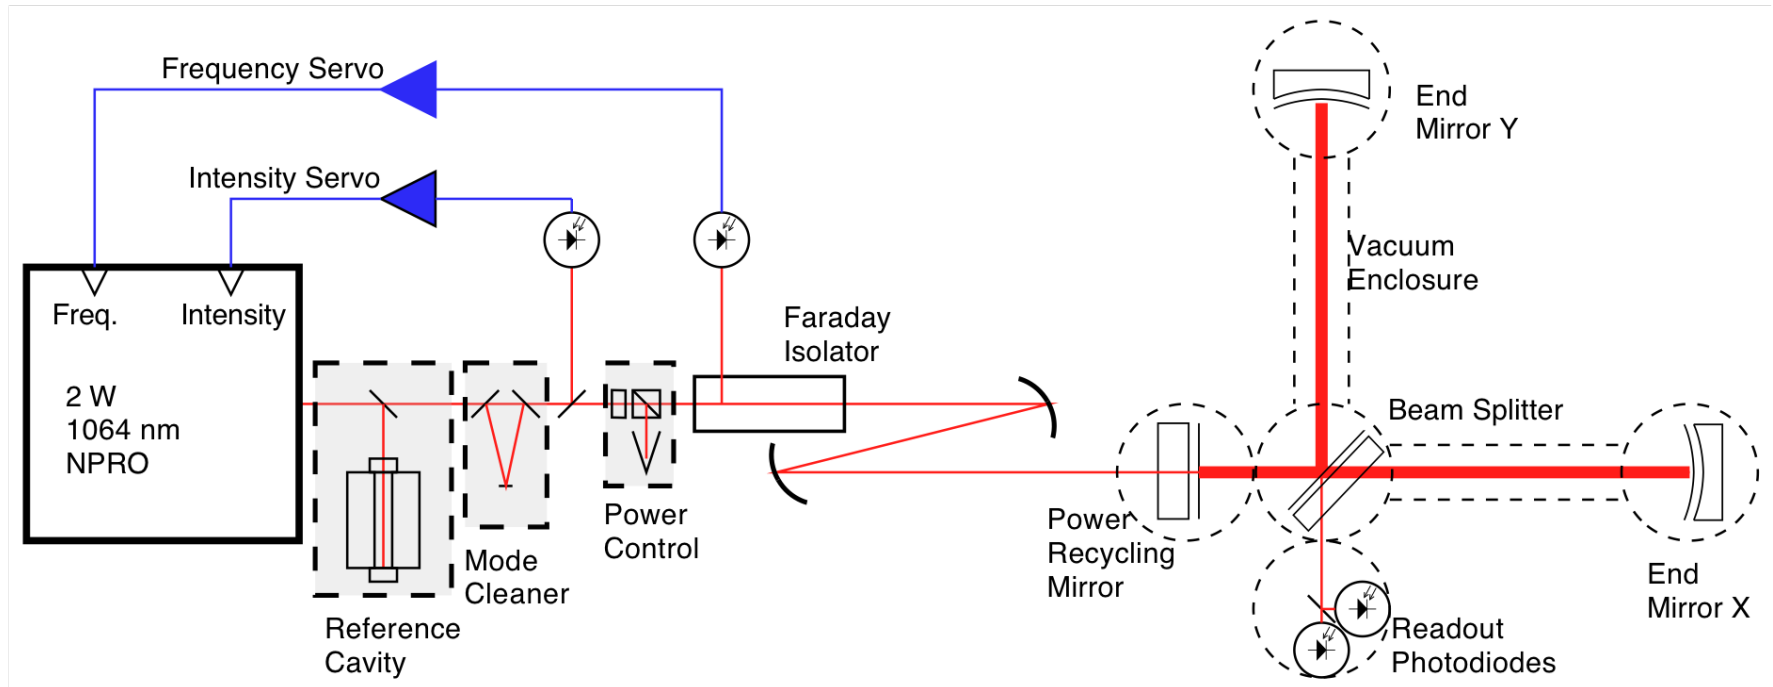 Frequency Servo
Intensity Servo
Freq.
Intensity
2 W
1064 nm
NPRO
Reference
Cavity
Mode
Cleaner
Power
Control
Faraday
Isolator
Power
Recycling
Mirror
End
Mirror Y
Vacuum
Enclosure
Beam Splitter
End
Mirror X
Readout
Photodiodes